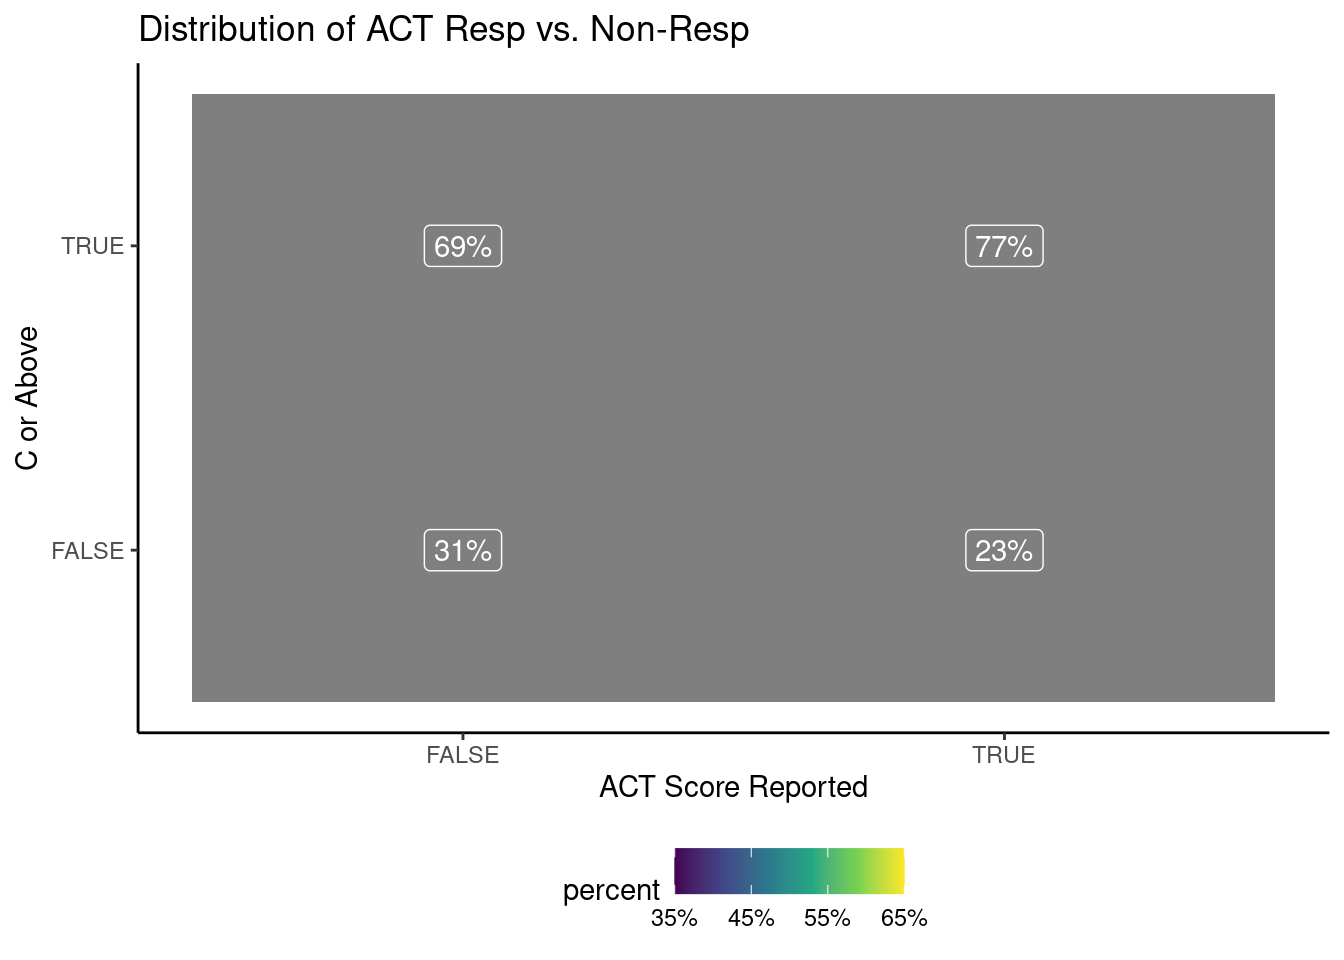 Distribution of ACT Resp vs. Non-Resp
C or Above
TRUE
69%
77%
FALSE
31%
23%
FALSE
TRUE
ACT Score Reported
percent
35%
45%
55%
65%